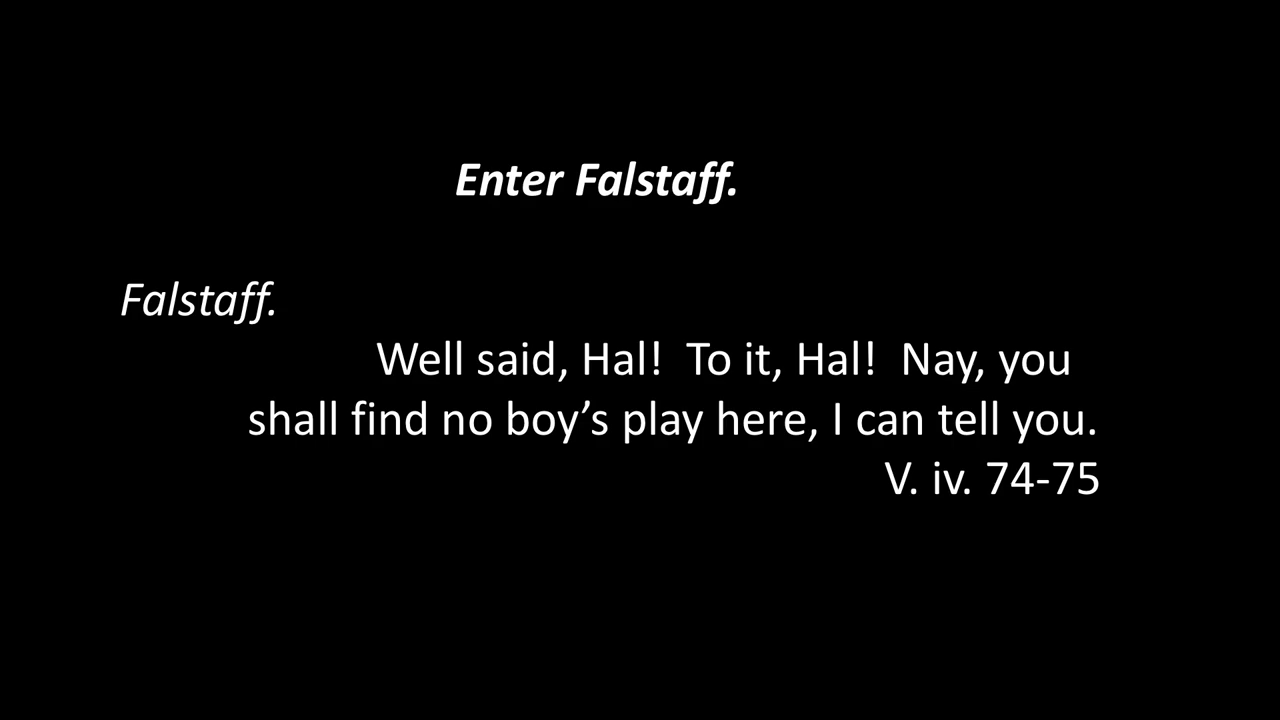 Enter Falstaff.
Falstaff.
Well said, Hal!  To it, Hal!  Nay, you
shall find no boy’s play here, I can tell you.
V. iv. 74-75